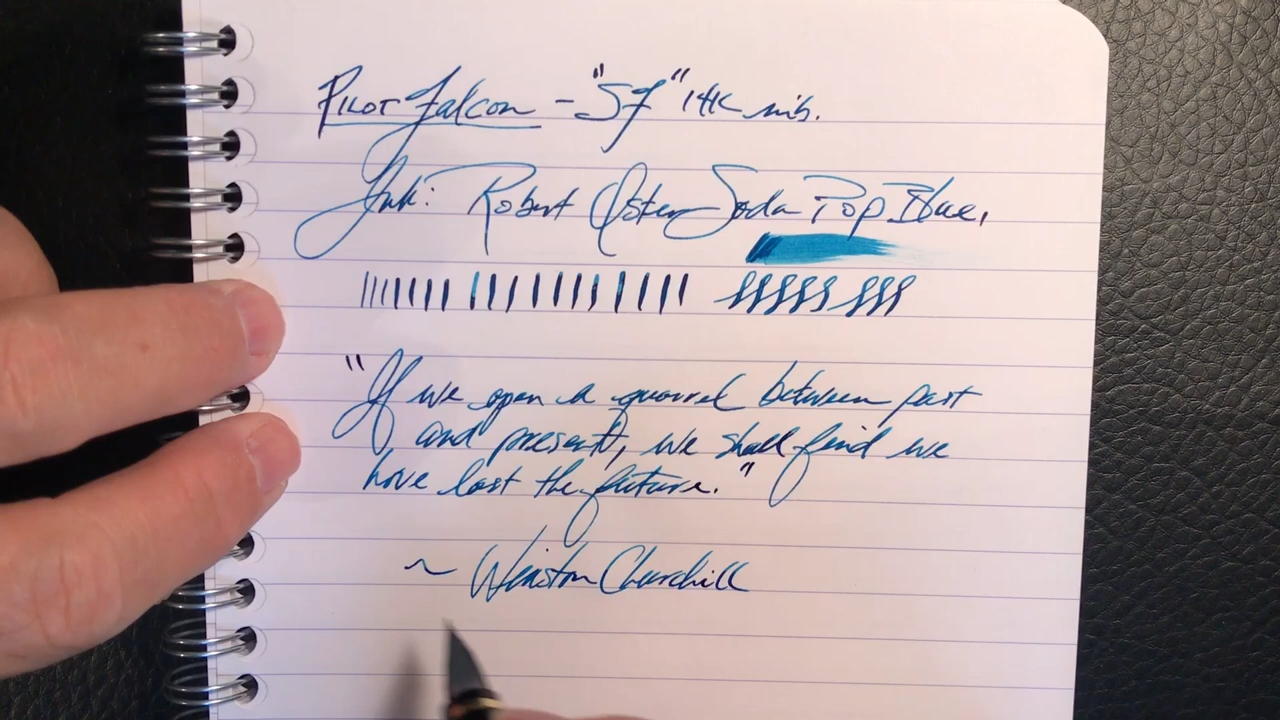 Pilot Falcon - "SF" 14K nib.
Ink: Robert Oster Soda Pop Blue.
"If we open a quarrel between past
and present, we shall find we
have lost the future."
~ Winston Churchill